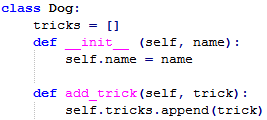 class Dog:
    tricks = []
    def __init__ (self, name):
        self.name = name

    def add_trick(self, trick):
        self.tricks.append(trick)